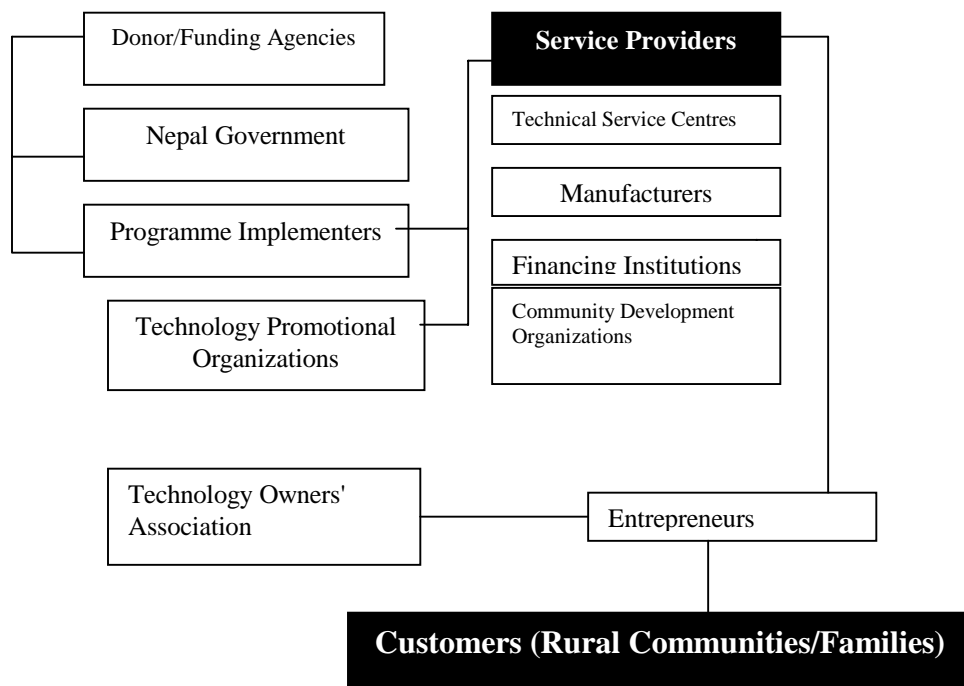 Donor/Funding Agencies
Nepal Government
Programme Implementers
Technology Promotional
Organizations
Service Providers
Technical Service Centres
Manufacturers
Financing Institutions
Community Development
Organizations
Technology Owners'
Association
Entrepreneurs
Customers (Rural Communities/Families)